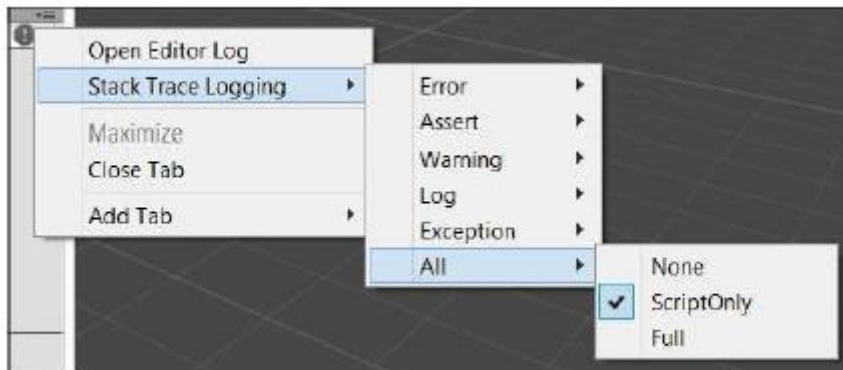 Open Editor Log
Stack Trace Logging
Maximize
Close Tab
Add Tab
Error
Assert
Warning
Log
Exception
All
None
ScriptOnly
Full